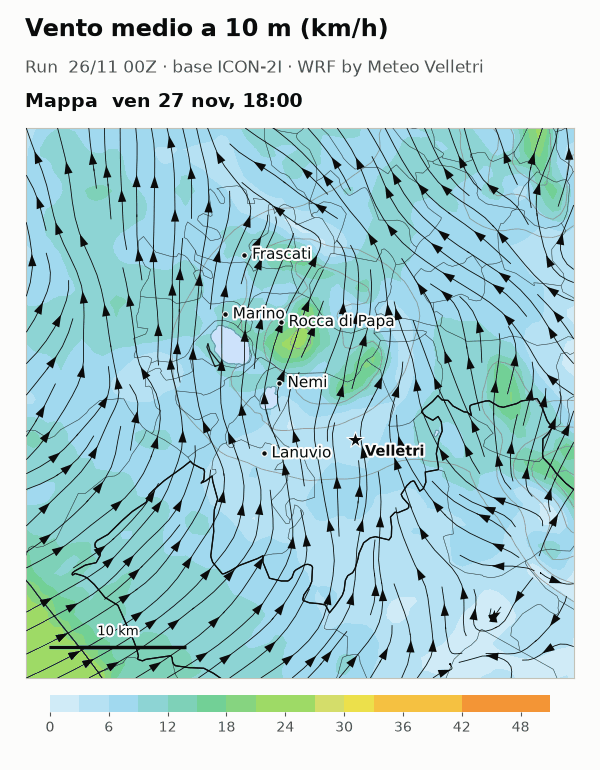 Vento medio a 10 m (km/h)
Run 26/11 00Z · base ICON-2I · WRF by Meteo Velletri
Mappa ven 27 nov, 18:00
Frascati
Marino
Rocca di Papa
Nemi
Velletri
Lanuvio
10 km
0 6 12 18 24 30 36 42 48